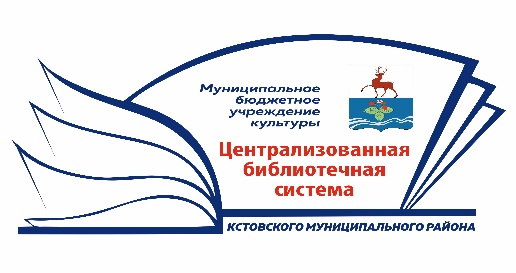 Муниципальное
бюджетное
учреждение
культуры
Централизованная
библиотечная
система
КСТОВСКОГО МУНИЦИПАЛЬНОГО РАЙОНА